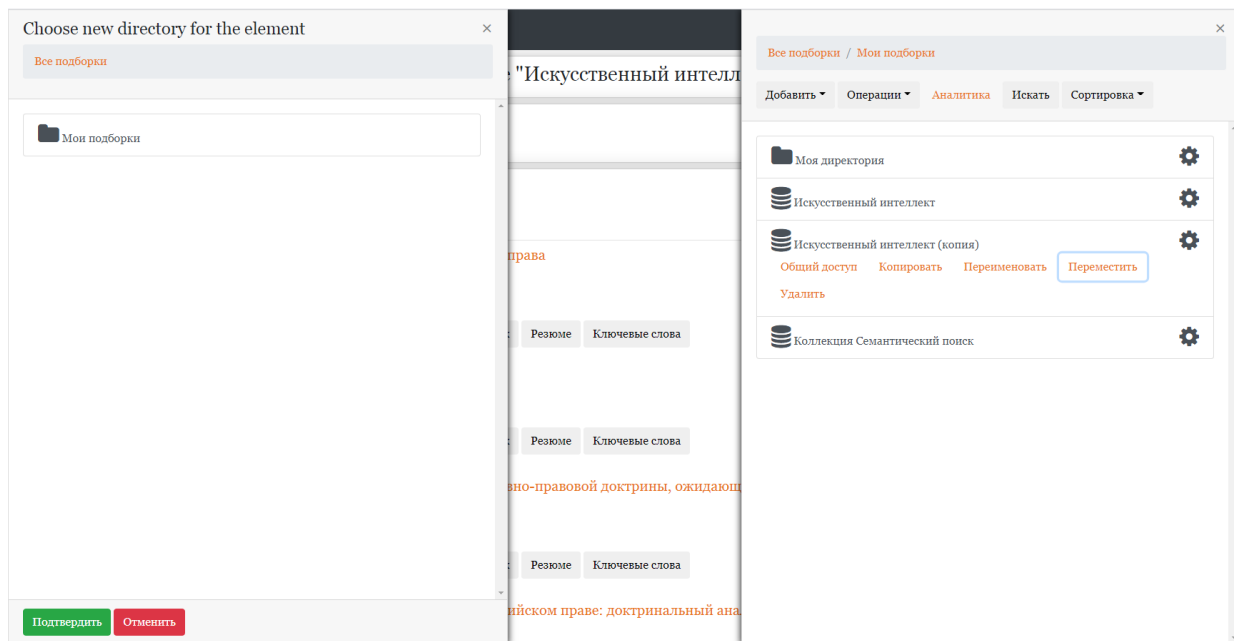 Choose new directory for the element
×
Все подборки
Мои подборки
Подтвердить Отменить
"Искусственный интелл
права
Резюме Ключевые слова
Резюме Ключевые слова
вно-правовой доктрины, ожидающ
Резюме Ключевые слова
ийском праве: доктринальный ана
×
Все подборки / Мои подборки
Добавить Операции Аналитика Искать Сортировка
Моя директория
Искусственный интеллект
Искусственный интеллект (копия)
Общий доступ Копировать Переименовать Переместить
Удалить
Коллекция Семантический поиск